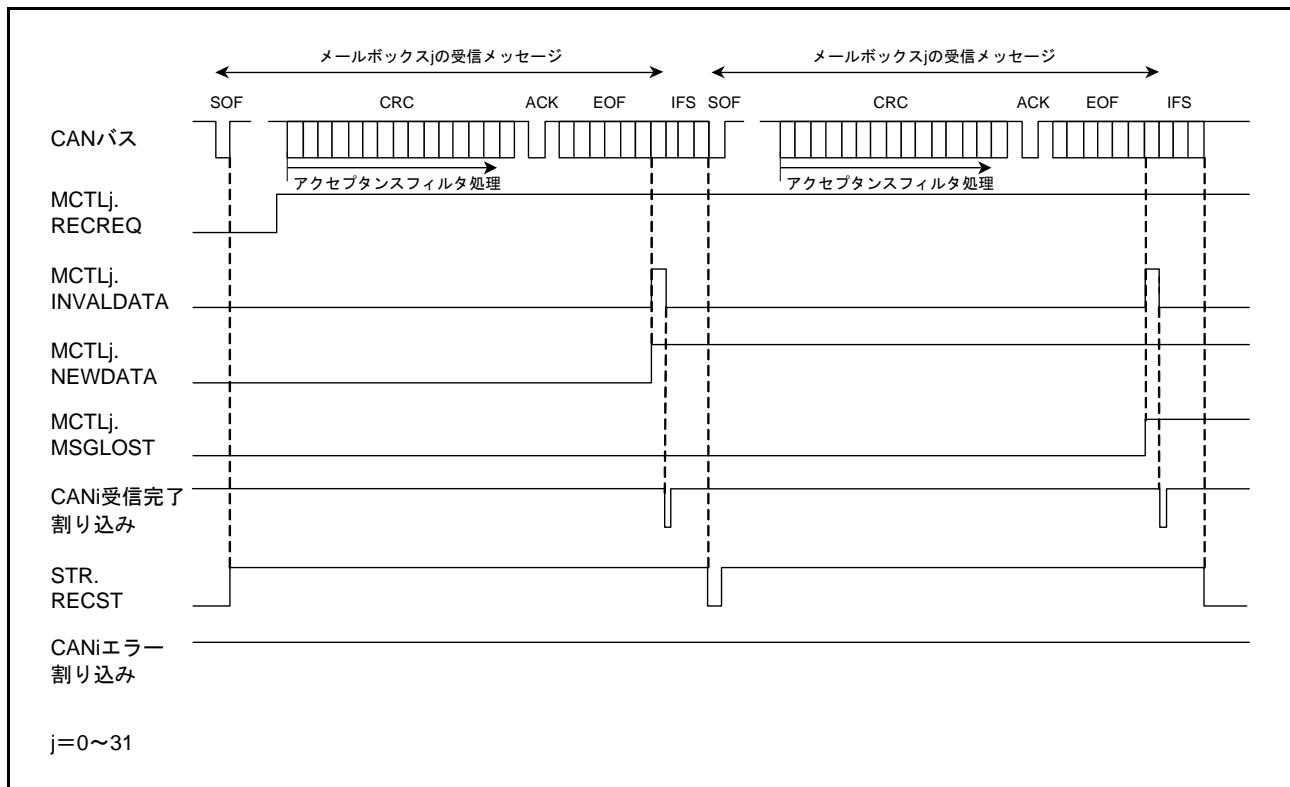 メールボックスjの受信メッセージ メールボックスjの受信メッセージ
SOF CRC ACK EOF IFS SOF CRC ACK EOF IFS
CANバス
アクセプタンスフィルタ処理 アクセプタンスフィルタ処理
MCTLj.
RECREQ
MCTLj.
INVALDATA
MCTLj.
NEWDATA
MCTLj.
MSGLOST
CANi受信完了
割り込み
STR.
RECST
CANiエラー
割り込み
j=0~31